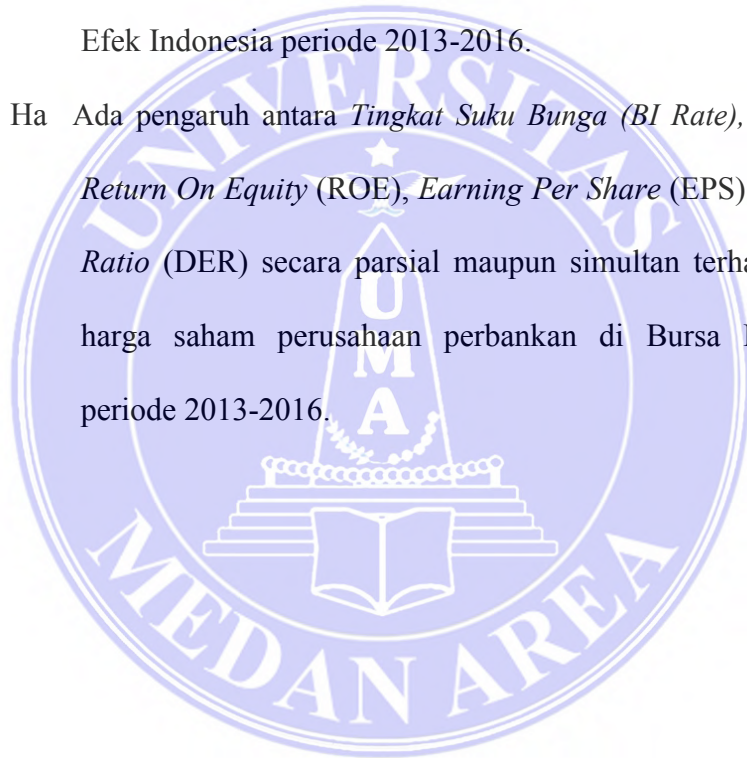 Efek Indonesia periode 2013-2016.
Ha Ada pengaruh antara Tingkat Suku Bunga (BI Rate),
Return On Equity (ROE), Earning Per Share (EPS)
Ratio (DER) secara parsial maupun simultan
harga saham perusahaan perbankan di Bursa
periode 2013-2016.
UNIVERSITAS
UMA
MEDAN AREA